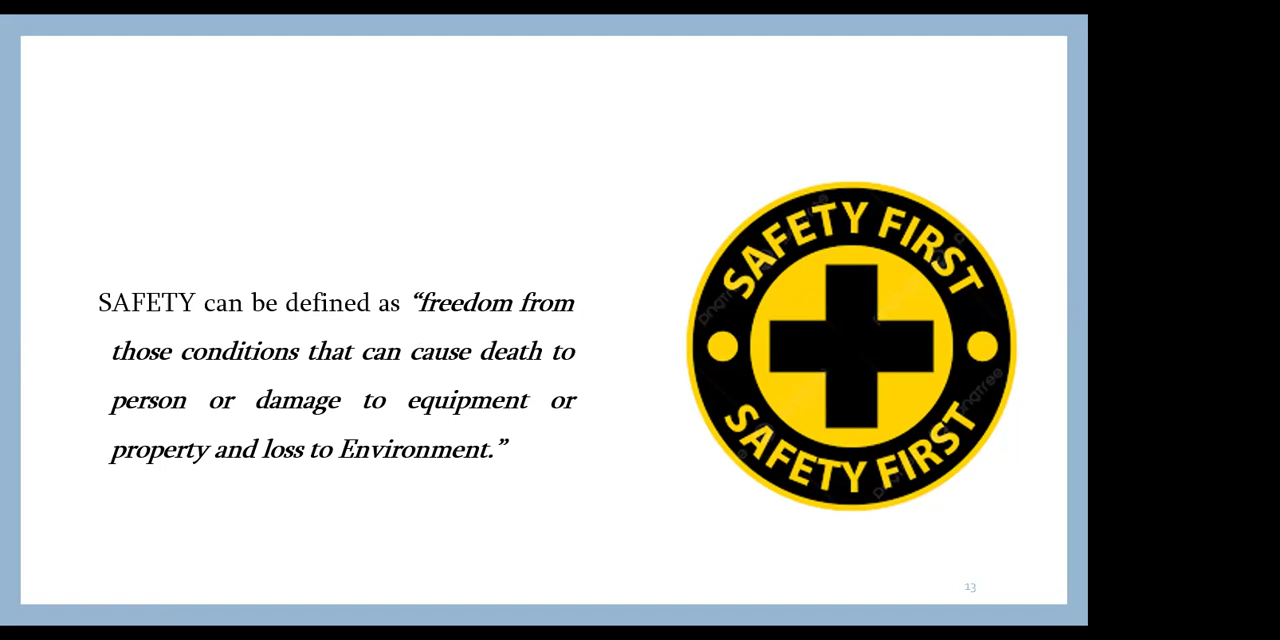 SAFETY can be defined as “freedom from
those conditions that can cause death to
person or damage to equipment or
property and loss to Environment.”
SAFETY FIRST
SAFETY FIRST
13